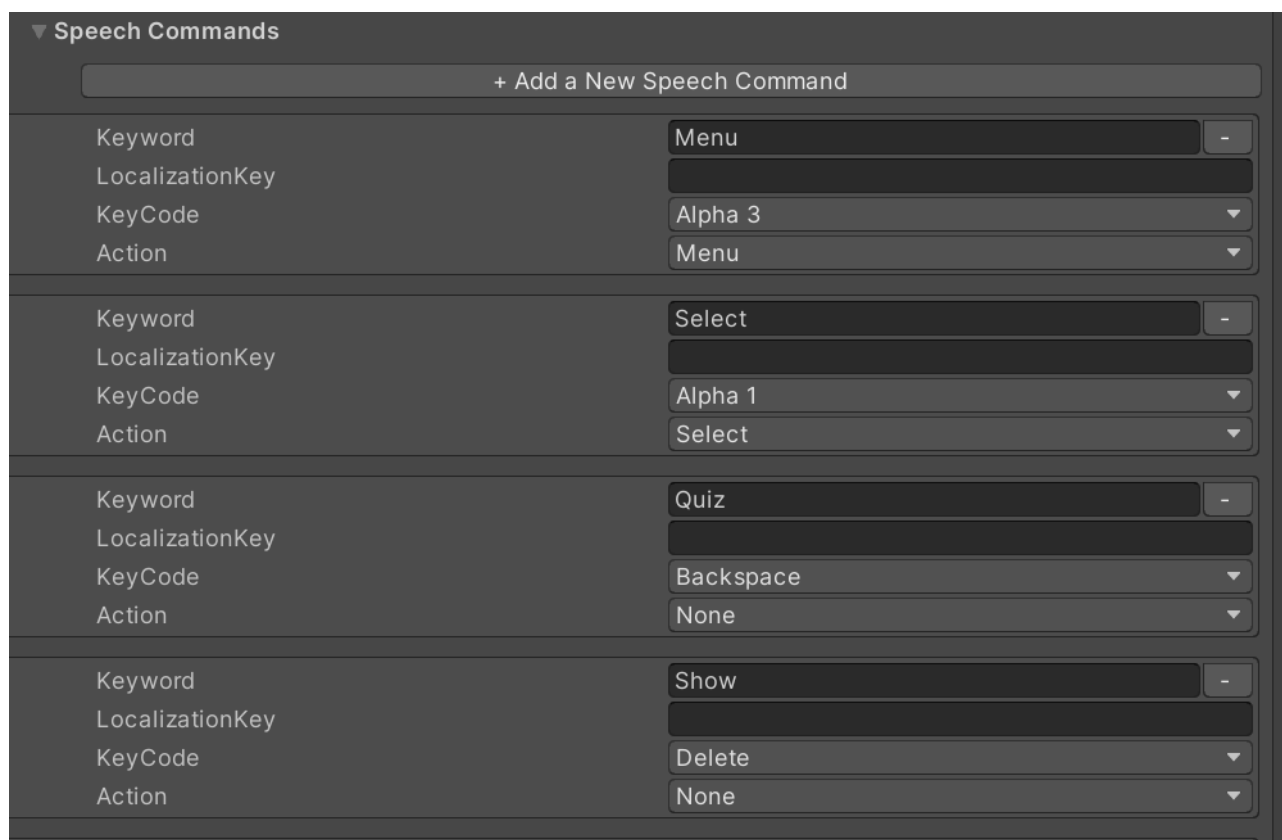 Speech Commands
+ Add a New Speech Command
Keyword Menu -
LocalizationKey
KeyCode Alpha 3
Action Menu
Keyword Select -
LocalizationKey
KeyCode Alpha 1
Action Select
Keyword Quiz -
LocalizationKey
KeyCode Backspace
Action None
Keyword Show -
LocalizationKey
KeyCode Delete
Action None